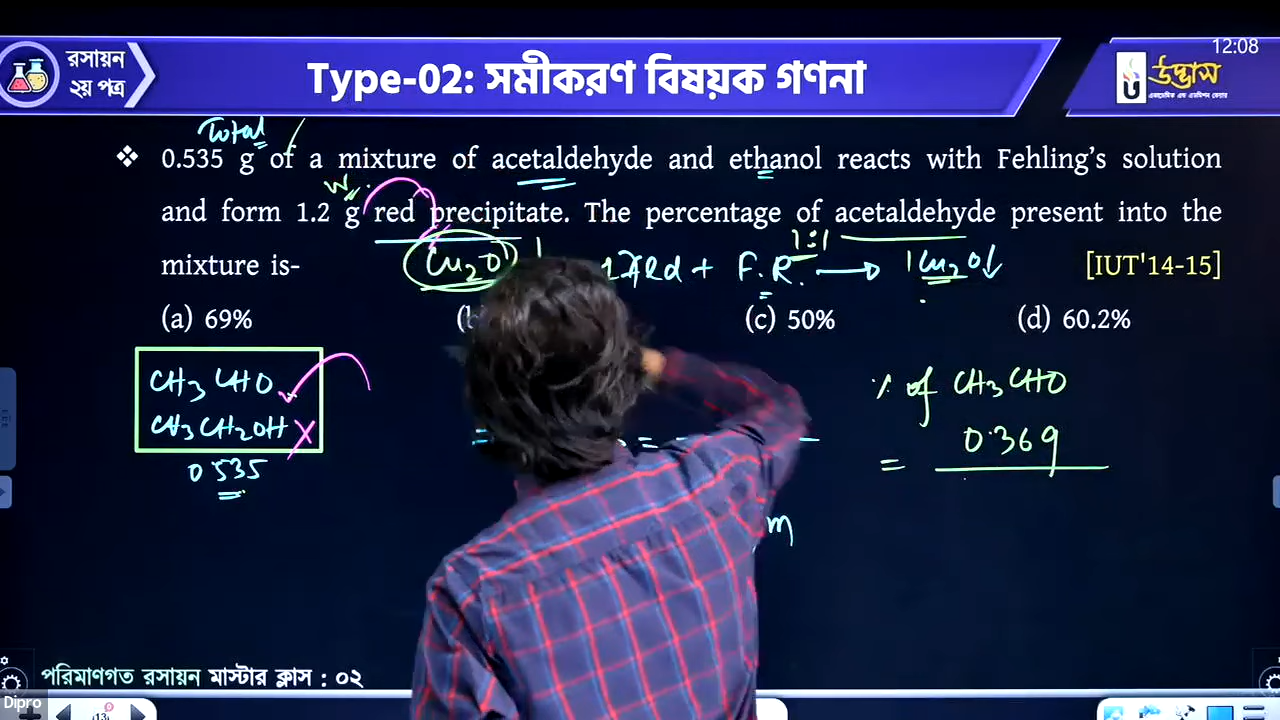 12:08
রসায়ন
২য় পত্র
Type-02: সমীকরণ বিষয়ক গণনা
উদ্ভাস
Total
❖ 0.535 g of a mixture of acetaldehyde and ethanol reacts with Fehling's solution
W
and form 1.2 g red precipitate. The percentage of acetaldehyde present into the
1:1
mixture is-
Cu₂O
+ F.R. → 1Cu₂O↓
[IUT'14-15]
(a) 69%
(c) 50%
(d) 60.2%
CH₃CHO
% of CH₃CHO
CH₃CH₂OH
= 0.369
0.535
=
=
m
পরিমাণগত রসায়ন মাস্টার ক্লাস : ০২
Dipro
13